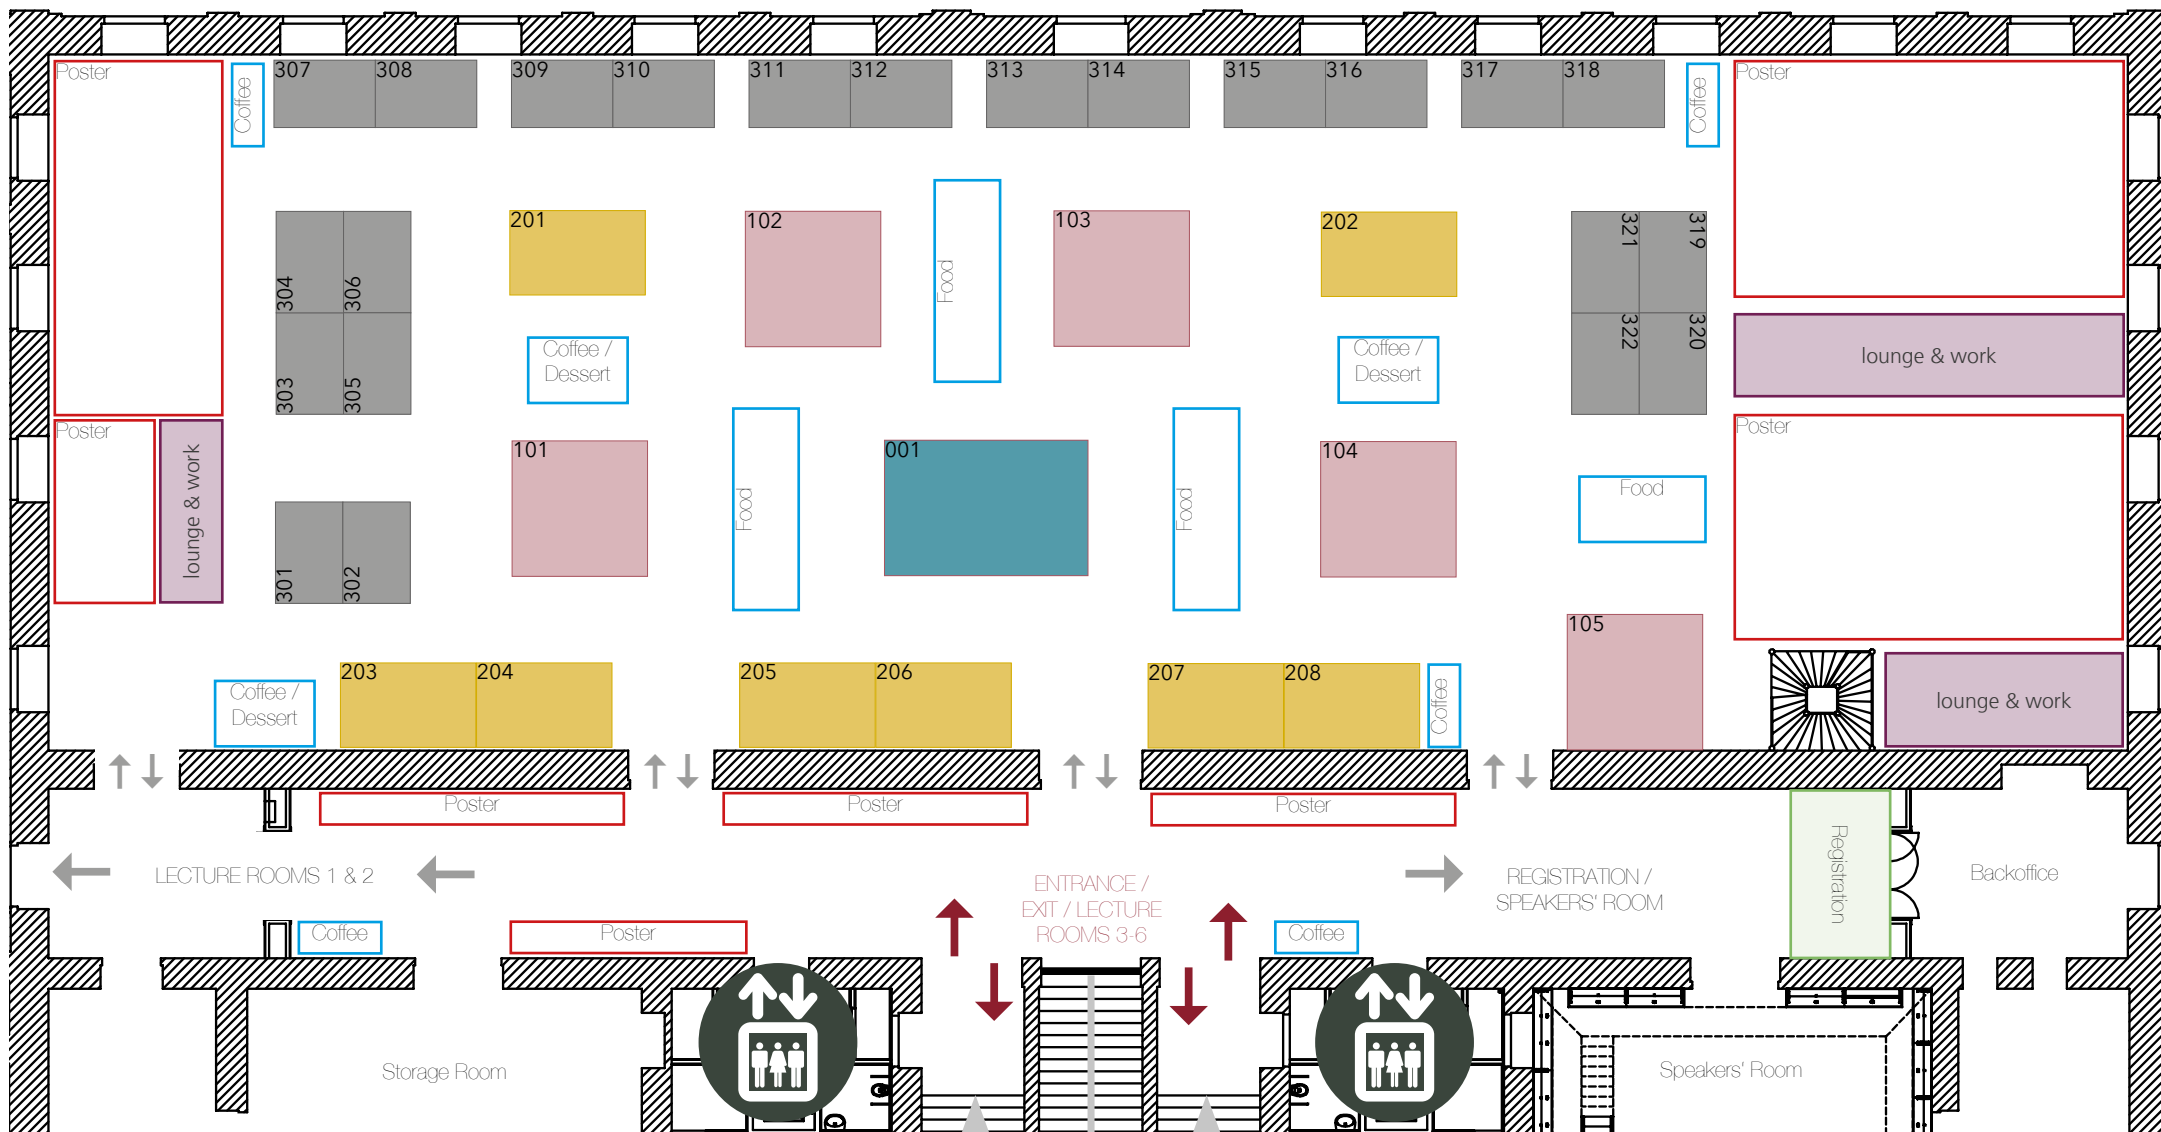 Poster
Coffee
307
308
309
310
311
312
313
314
315
316
317
318
Coffee
Poster
201
102
Food
103
202
321
319
304
306
322
320
303
305
Coffee /
Dessert
Coffee /
Dessert
lounge & work
Poster
lounge & work
101
Food
001
Food
104
Food
Poster
301
302
105
Coffee /
Dessert
203
204
205
206
207
208
Coffee
lounge & work
Poster
Poster
Poster
LECTURE ROOMS 1 & 2
ENTRANCE /
EXIT / LECTURE
ROOMS 3-6
REGISTRATION /
SPEAKERS' ROOM
Registration
Backoffice
Coffee
Poster
Coffee
Storage Room
Speakers' Room